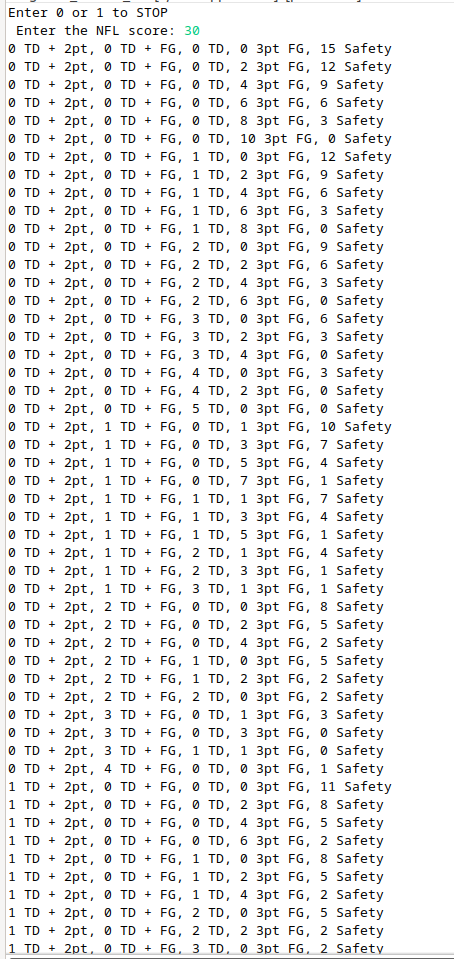 Enter 0 or 1 to STOP
Enter the NFL score: 30
0 TD + 2pt, 0 TD + FG, 0 TD, 0 3pt FG, 15 Safety
0 TD + 2pt, 0 TD + FG, 0 TD, 2 3pt FG, 12 Safety
0 TD + 2pt, 0 TD + FG, 0 TD, 4 3pt FG, 9 Safety
0 TD + 2pt, 0 TD + FG, 0 TD, 6 3pt FG, 6 Safety
0 TD + 2pt, 0 TD + FG, 0 TD, 8 3pt FG, 3 Safety
0 TD + 2pt, 0 TD + FG, 0 TD, 10 3pt FG, 0 Safety
0 TD + 2pt, 0 TD + FG, 1 TD, 0 3pt FG, 12 Safety
0 TD + 2pt, 0 TD + FG, 1 TD, 2 3pt FG, 9 Safety
0 TD + 2pt, 0 TD + FG, 1 TD, 4 3pt FG, 6 Safety
0 TD + 2pt, 0 TD + FG, 1 TD, 6 3pt FG, 3 Safety
0 TD + 2pt, 0 TD + FG, 1 TD, 8 3pt FG, 0 Safety
0 TD + 2pt, 0 TD + FG, 2 TD, 0 3pt FG, 9 Safety
0 TD + 2pt, 0 TD + FG, 2 TD, 2 3pt FG, 6 Safety
0 TD + 2pt, 0 TD + FG, 2 TD, 4 3pt FG, 3 Safety
0 TD + 2pt, 0 TD + FG, 2 TD, 6 3pt FG, 0 Safety
0 TD + 2pt, 0 TD + FG, 3 TD, 0 3pt FG, 6 Safety
0 TD + 2pt, 0 TD + FG, 3 TD, 2 3pt FG, 3 Safety
0 TD + 2pt, 0 TD + FG, 3 TD, 4 3pt FG, 0 Safety
0 TD + 2pt, 0 TD + FG, 4 TD, 0 3pt FG, 3 Safety
0 TD + 2pt, 0 TD + FG, 4 TD, 2 3pt FG, 0 Safety
0 TD + 2pt, 0 TD + FG, 5 TD, 0 3pt FG, 0 Safety
0 TD + 2pt, 1 TD + FG, 0 TD, 1 3pt FG, 10 Safety
0 TD + 2pt, 1 TD + FG, 0 TD, 3 3pt FG, 7 Safety
0 TD + 2pt, 1 TD + FG, 0 TD, 5 3pt FG, 4 Safety
0 TD + 2pt, 1 TD + FG, 0 TD, 7 3pt FG, 1 Safety
0 TD + 2pt, 1 TD + FG, 1 TD, 1 3pt FG, 7 Safety
0 TD + 2pt, 1 TD + FG, 1 TD, 3 3pt FG, 4 Safety
0 TD + 2pt, 1 TD + FG, 1 TD, 5 3pt FG, 1 Safety
0 TD + 2pt, 1 TD + FG, 2 TD, 1 3pt FG, 4 Safety
0 TD + 2pt, 1 TD + FG, 2 TD, 3 3pt FG, 1 Safety
0 TD + 2pt, 1 TD + FG, 3 TD, 1 3pt FG, 1 Safety
0 TD + 2pt, 2 TD + FG, 0 TD, 0 3pt FG, 8 Safety
0 TD + 2pt, 2 TD + FG, 0 TD, 2 3pt FG, 5 Safety
0 TD + 2pt, 2 TD + FG, 0 TD, 4 3pt FG, 2 Safety
0 TD + 2pt, 2 TD + FG, 1 TD, 0 3pt FG, 5 Safety
0 TD + 2pt, 2 TD + FG, 1 TD, 2 3pt FG, 2 Safety
0 TD + 2pt, 2 TD + FG, 2 TD, 0 3pt FG, 2 Safety
0 TD + 2pt, 3 TD + FG, 0 TD, 1 3pt FG, 3 Safety
0 TD + 2pt, 3 TD + FG, 0 TD, 3 3pt FG, 0 Safety
0 TD + 2pt, 3 TD + FG, 1 TD, 1 3pt FG, 0 Safety
0 TD + 2pt, 4 TD + FG, 0 TD, 0 3pt FG, 1 Safety
1 TD + 2pt, 0 TD + FG, 0 TD, 0 3pt FG, 11 Safety
1 TD + 2pt, 0 TD + FG, 0 TD, 2 3pt FG, 8 Safety
1 TD + 2pt, 0 TD + FG, 0 TD, 4 3pt FG, 5 Safety
1 TD + 2pt, 0 TD + FG, 0 TD, 6 3pt FG, 2 Safety
1 TD + 2pt, 0 TD + FG, 1 TD, 0 3pt FG, 8 Safety
1 TD + 2pt, 0 TD + FG, 1 TD, 2 3pt FG, 5 Safety
1 TD + 2pt, 0 TD + FG, 1 TD, 4 3pt FG, 2 Safety
1 TD + 2pt, 0 TD + FG, 2 TD, 0 3pt FG, 5 Safety
1 TD + 2pt, 0 TD + FG, 2 TD, 2 3pt FG, 2 Safety
1 TD + 2pt, 0 TD + FG, 3 TD, 0 3pt FG, 2 Safety